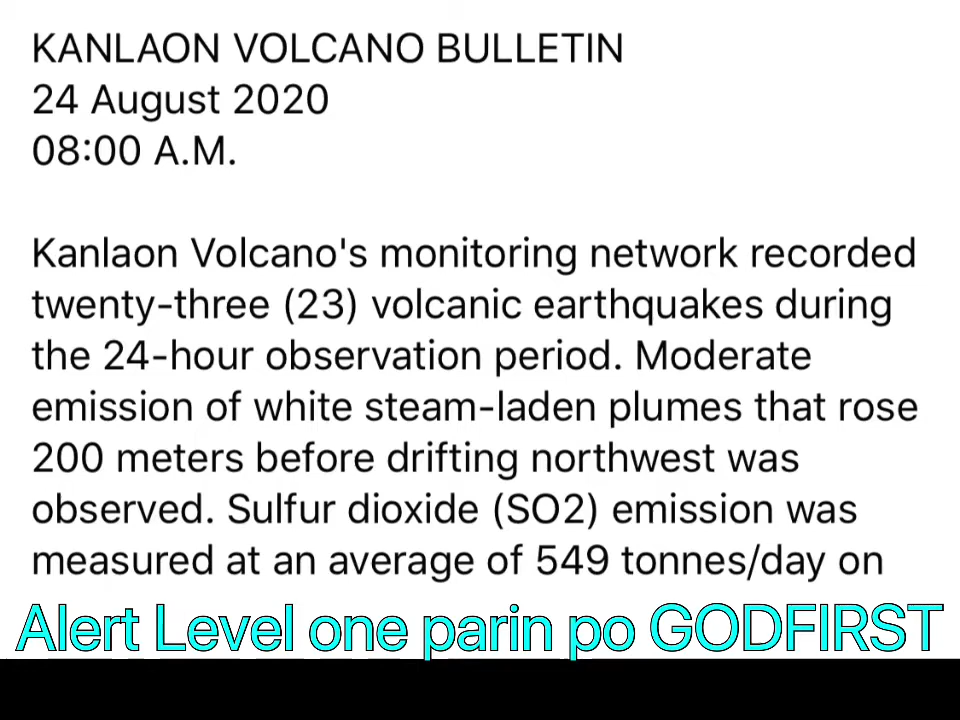 KANLAON VOLCANO BULLETIN
24 August 2020
08:00 A.M.
Kanlaon Volcano's monitoring network recorded
twenty-three (23) volcanic earthquakes during
the 24-hour observation period. Moderate
emission of white steam-laden plumes that rose
200 meters before drifting northwest was
observed. Sulfur dioxide (SO2) emission was
measured at an average of 549 tonnes/day on
Alert Level one parin po GODFIRST